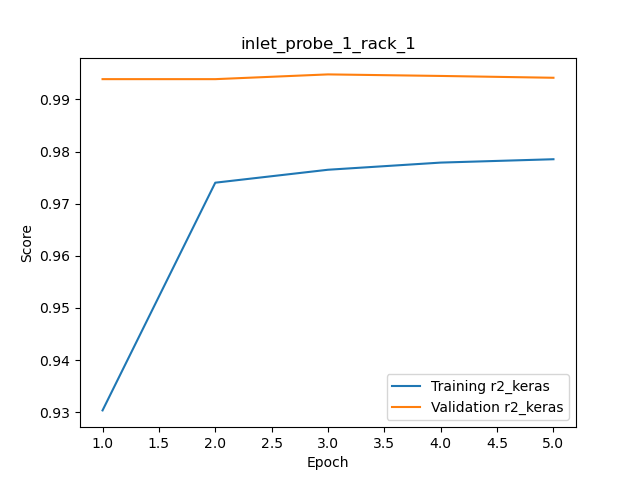 inlet_probe_1_rack_1
Score
0.99
0.98
0.97
0.96
0.95
0.94
0.93
Training r2_keras
Validation r2_keras
1.0 1.5 2.0 2.5 3.0 3.5 4.0 4.5 5.0
Epoch